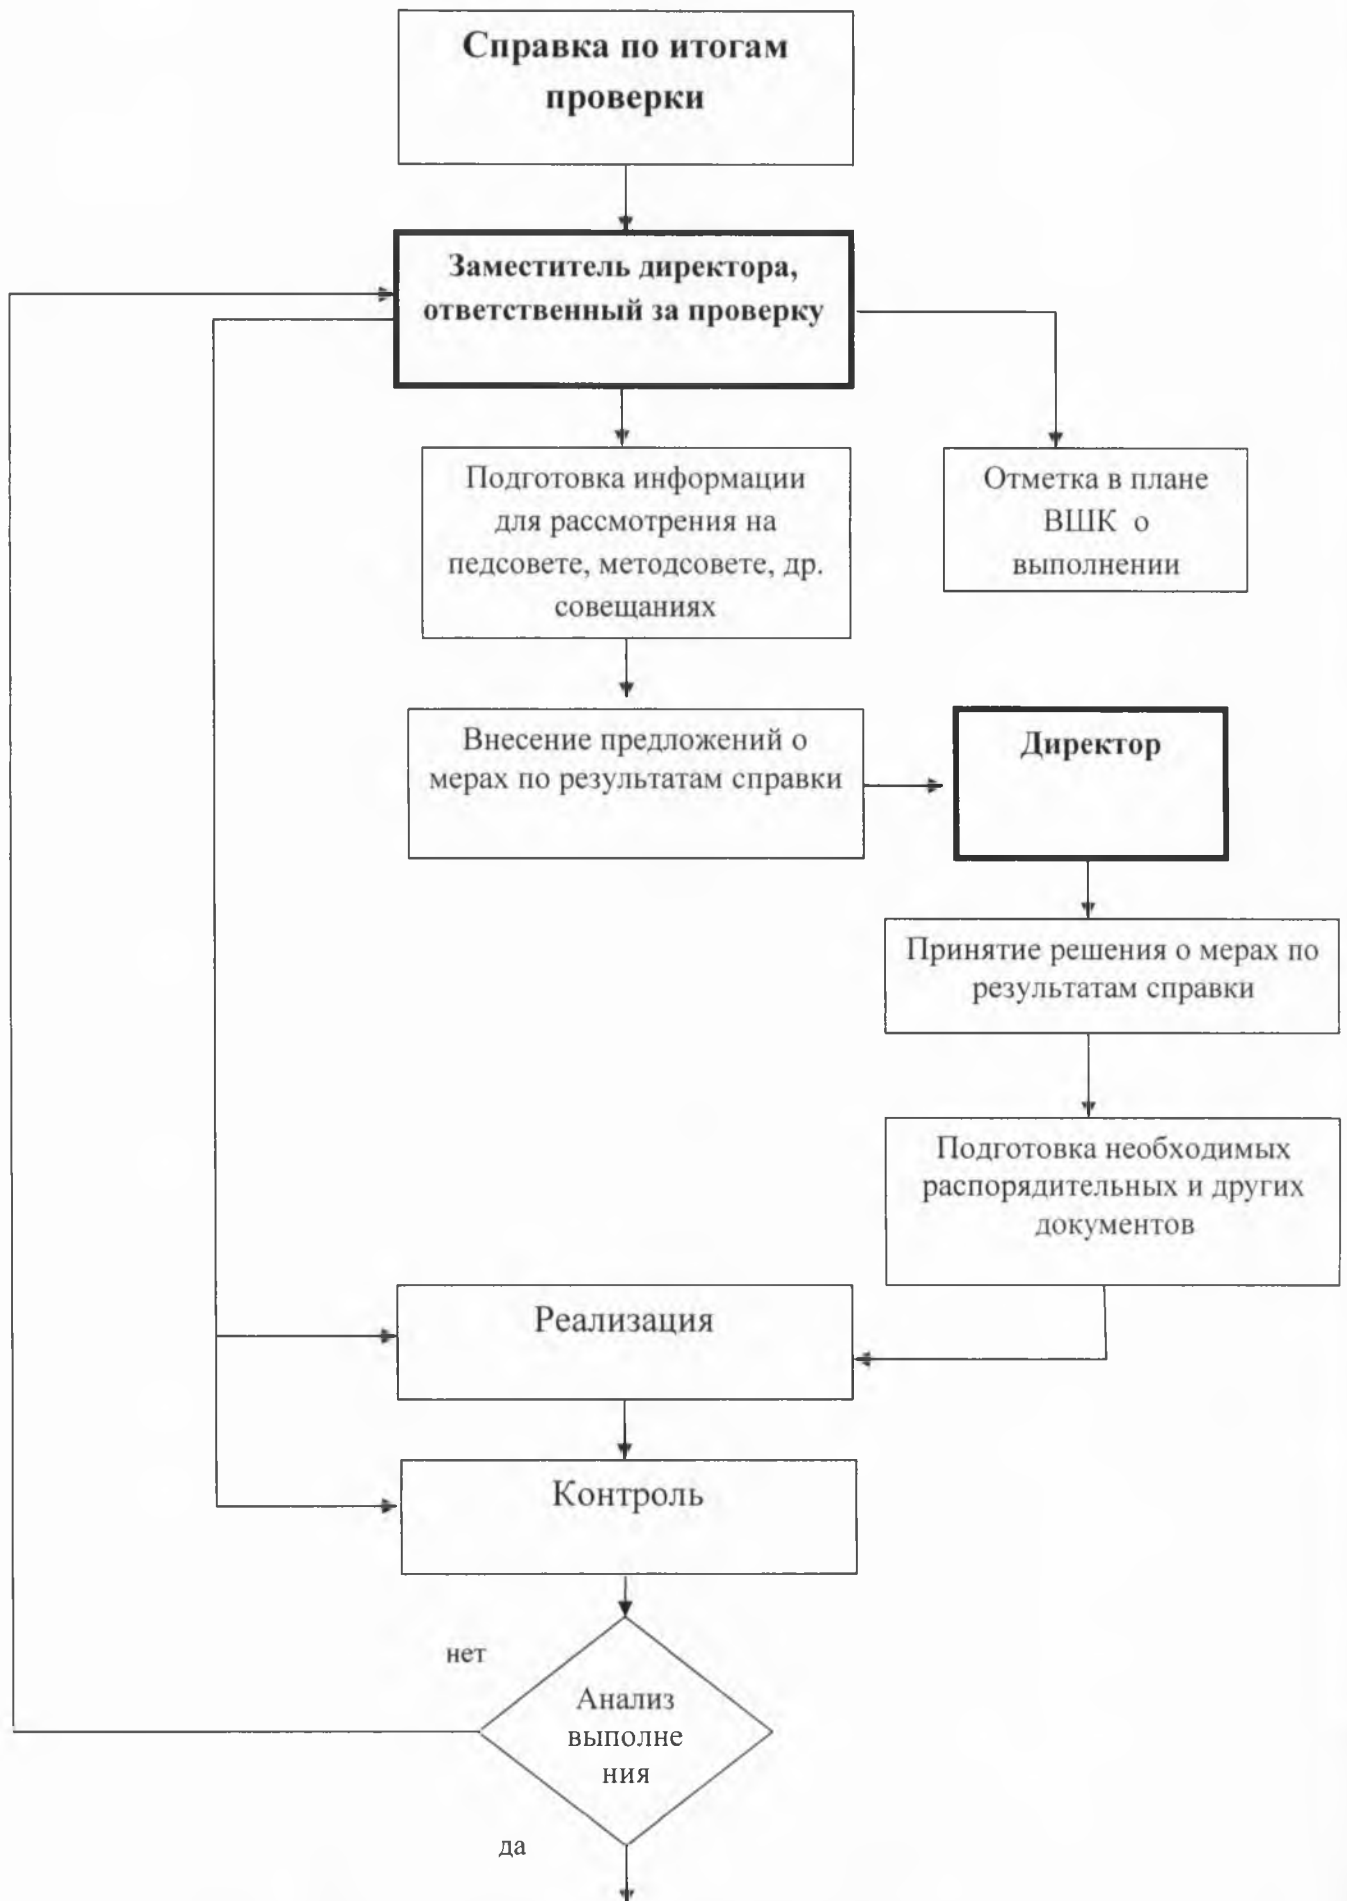 Справка по итогам
проверки
Заместитель директора,
ответственный за проверку
Подготовка информации
для рассмотрения на
педсовете, методсовете, др.
совещаниях
Отметка в плане
ВШК о
выполнении
Внесение предложений о
мерах по результатам справки
Директор
Принятие решения о мерах по
результатам справки
Подготовка необходимых
распорядительных и других
документов
Реализация
Контроль
нет
Анализ
выполне
ния
да